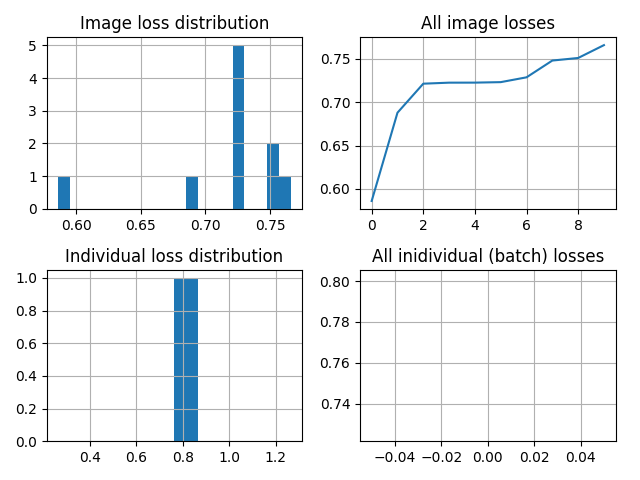 Image loss distribution
5
4
3
2
1
0
0.60 0.65 0.70 0.75
All image losses
0.75
0.70
0.65
0.60
0 2 4 6 8
Individual loss distribution
1.0
0.8
0.6
0.4
0.2
0.0
0.4 0.6 0.8 1.0 1.2
All inidividual (batch) losses
0.80
0.78
0.76
0.74
−0.04 −0.02 0.00 0.02 0.04